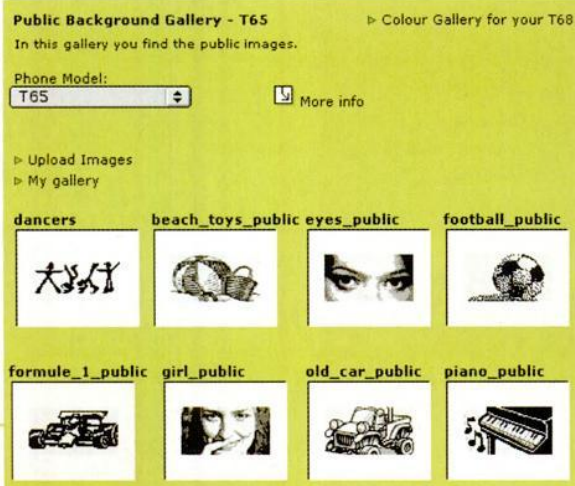 Public Background Gallery - T65
▹ Colour Gallery for your T68
In this gallery you find the public images.
Phone Model:
T65
More info
▹ Upload Images
▹ My gallery
dancers
beach_toys_public
eyes_public
football_public
formule_1_public
girl_public
old_car_public
piano_public